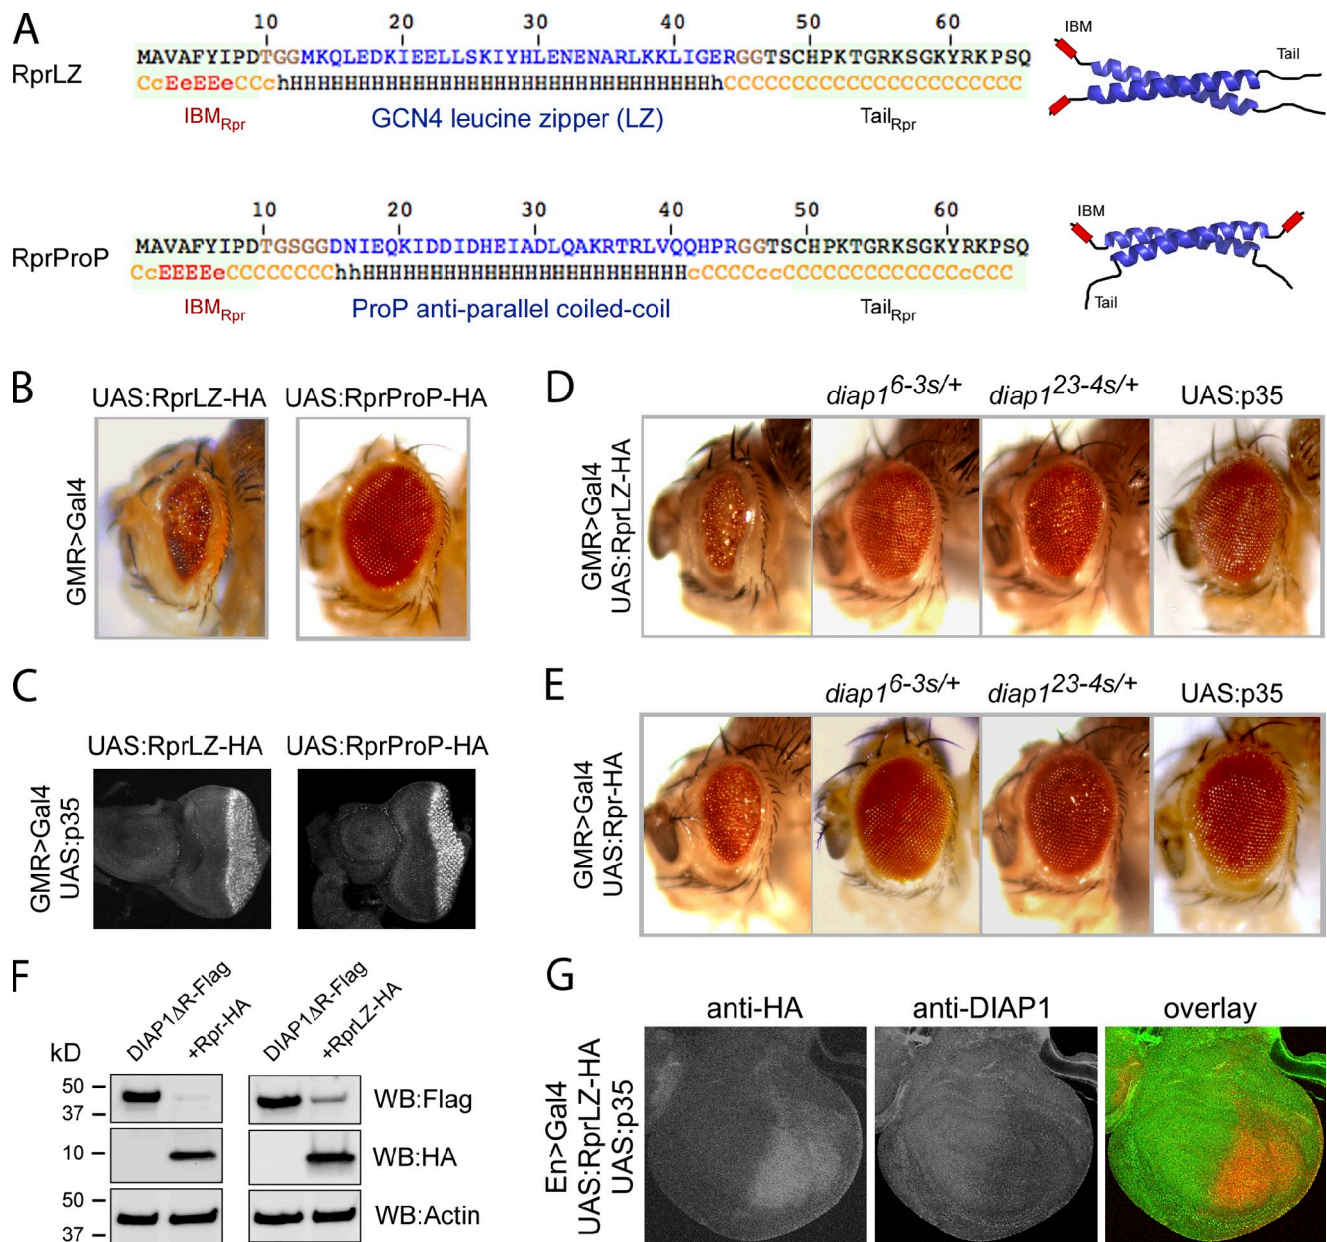 A
10 20 30 40 50 60
RprLZ
MAVAFYIPDTGGMKQLEDKIEELLSKIYHLENENARLKKLIGERGGTSCHPKTGRKSGKYRKPSQ
CcEeEEeCCCchHHHHHHHHHHHHHHHHHHHHHHHHHHHHHHhCCCCCCCCCCCCCCCCCCCCCC
IBMRpr GCN4 leucine zipper (LZ) TailRpr
IBM
Tail
10 20 30 40 50 60
RprProP
MAVAFYIPDTGSGGDNIEQKIDDIDHEIADLQAKRTRLVQQHPRGGTSCHPKTGRKSGKYRKPSQ
CcEEEEeCCCCCCCChhHHHHHHHHHHHHHHHHHHHHHHHHcCCCCccCCCCCCCCCCCCCcCCC
IBMRpr ProP anti-parallel coiled-coil TailRpr
IBM
Tail
B
UAS:RprLZ-HA UAS:RprProP-HA
GMR>Gal4
C
UAS:RprLZ-HA UAS:RprProP-HA
GMR>Gal4
UAS:p35
D
diap16-3s/+ diap123-4s/+ UAS:p35
GMR>Gal4
UAS:RprLZ-HA
E
diap16-3s/+ diap123-4s/+ UAS:p35
GMR>Gal4
UAS:Rpr-HA
F
DIAP1ΔR-Flag
+Rpr-HA
DIAP1ΔR-Flag
+RprLZ-HA
kD
50
37
WB:Flag
10
WB:HA
50
37
WB:Actin
G
anti-HA anti-DIAP1 overlay
En>Gal4
UAS:RprLZ-HA
UAS:p35